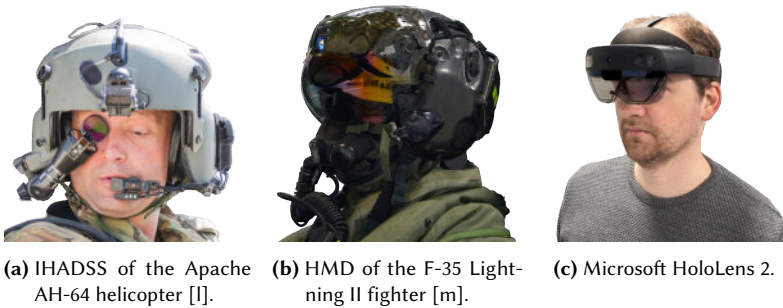 (a) IHADSS of the Apache
AH-64 helicopter [l].
(b) HMD of the F-35 Light-
ning II fighter [m].
(c) Microsoft HoloLens 2.